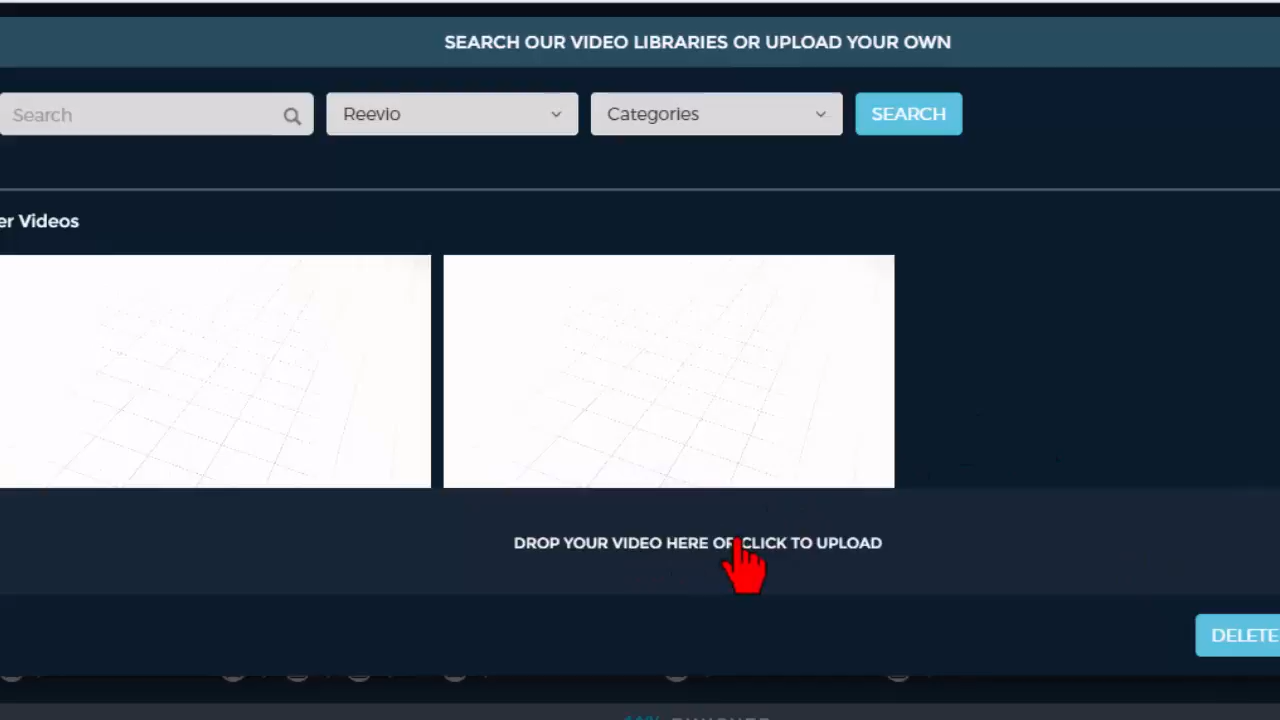 SEARCH OUR VIDEO LIBRARIES OR UPLOAD YOUR OWN
Search Reevio Categories SEARCH
er Videos
DROP YOUR VIDEO HERE OR CLICK TO UPLOAD
DELETE